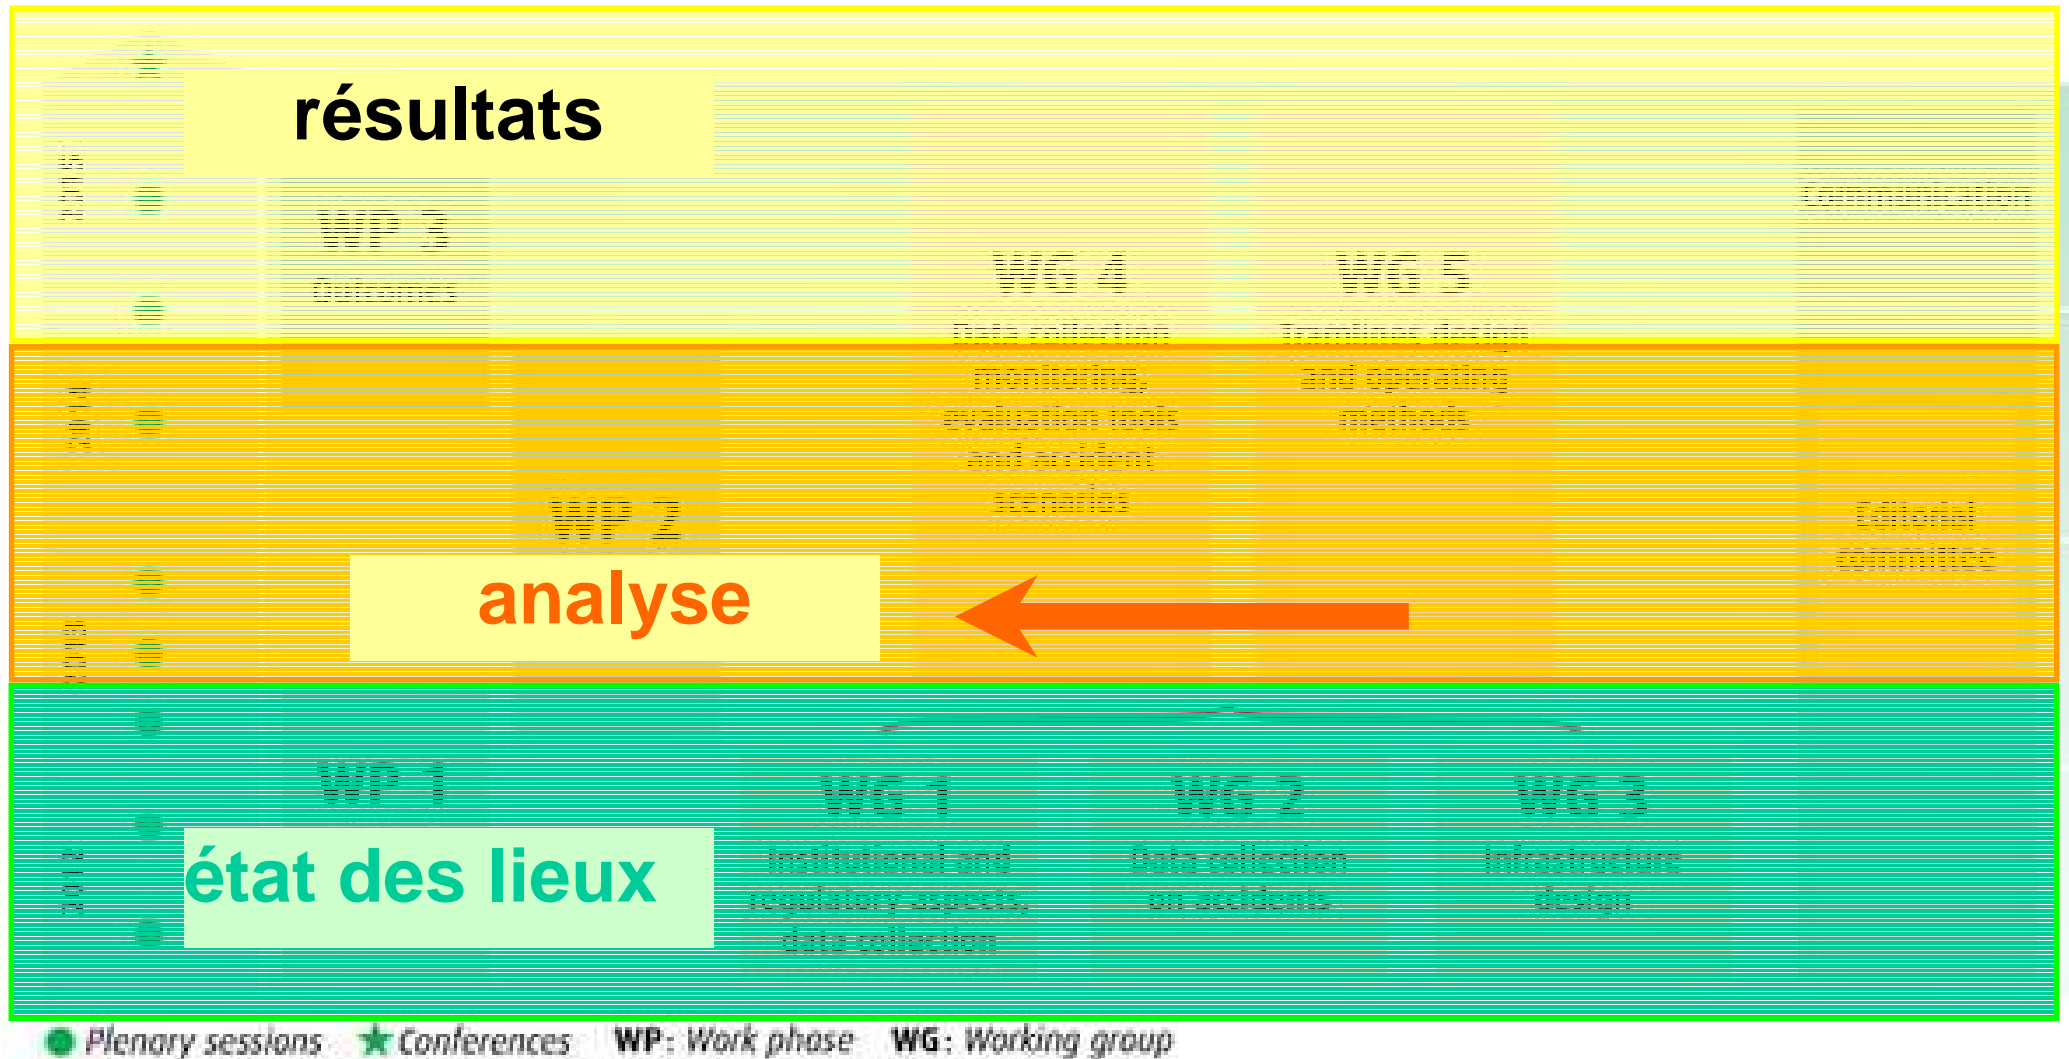 résultats
Communication
WP 3
Outcomes
WG 4
Data collection
monitoring,
evaluation tools
and accident
scenarios
WG 5
Tramlines design
and operating
methods
WP 2
Editorial
committee
analyse
WP 1
état des lieux
WG 1
Institutional and
regulatory aspects,
data collection
WG 2
Data collection
on accidents
WG 3
Infrastructure
design
Plenary sessions Conferences WP: Work phase WG: Working group